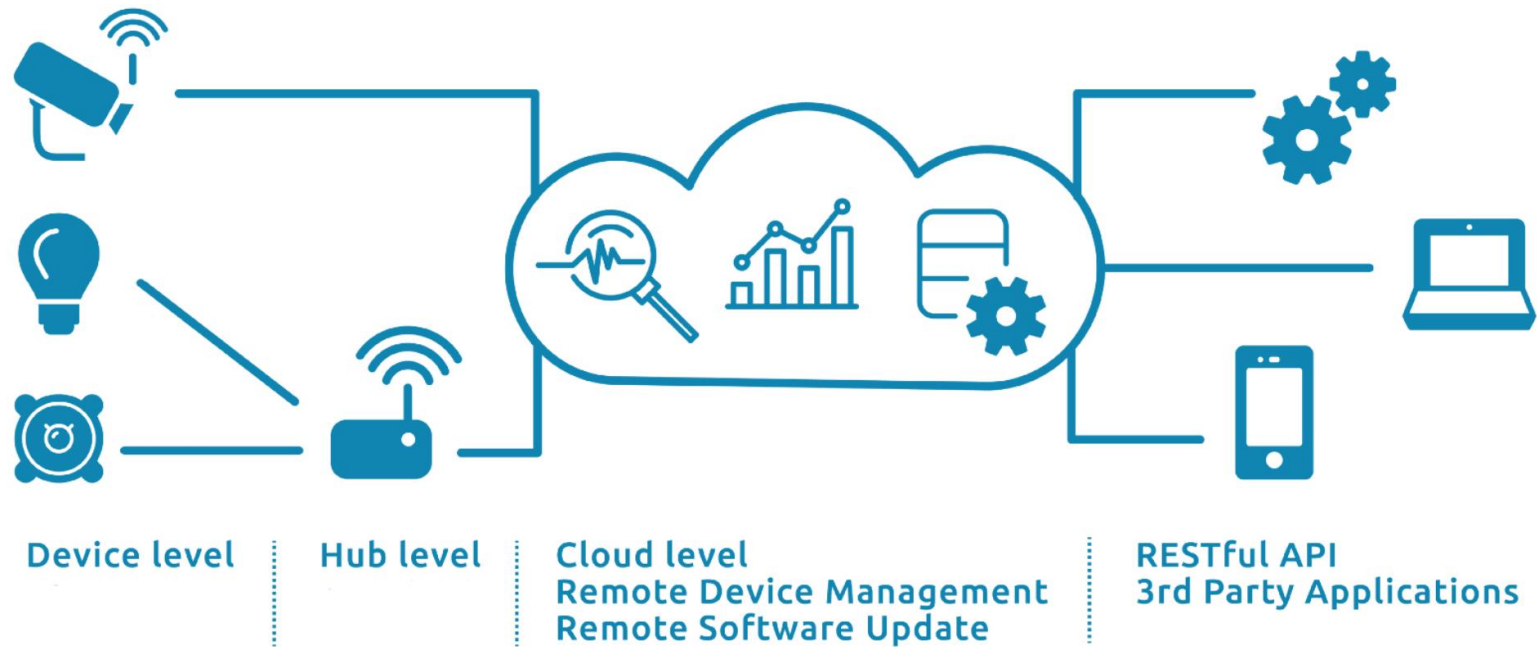 Device level
Hub level
Cloud level
Remote Device Management
Remote Software Update
RESTful API
3rd Party Applications